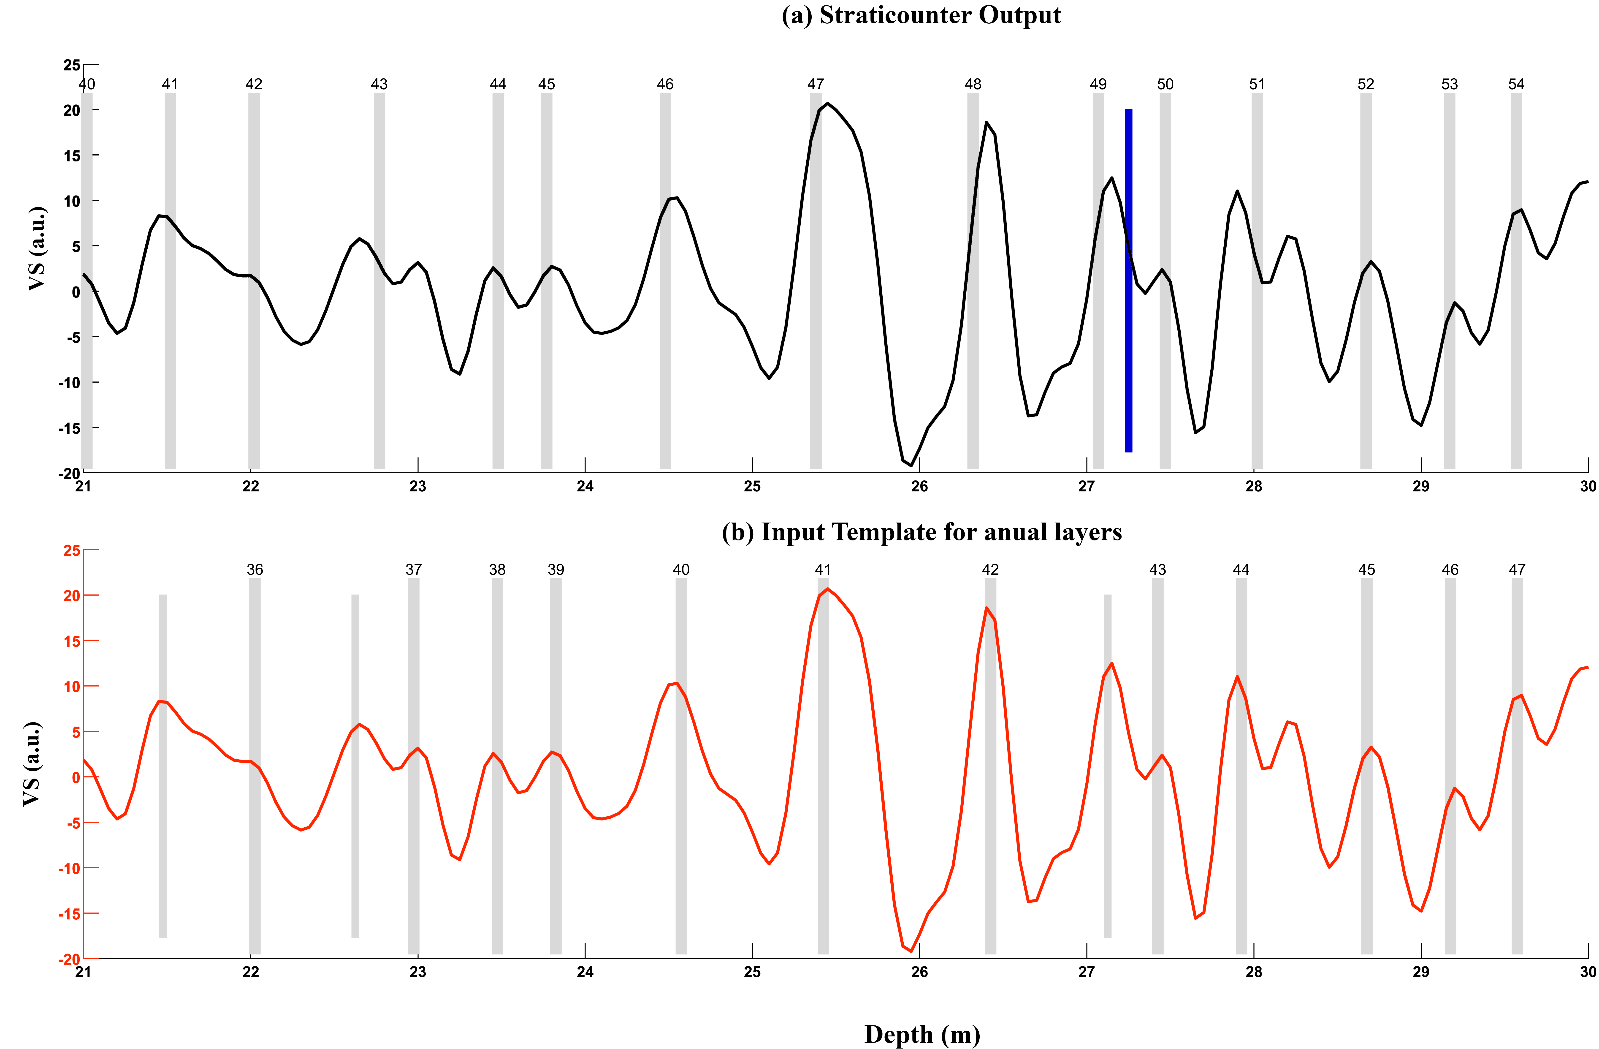 (a) Straticounter Output
25
40 41 42 43 44 45 46 47 48 49 50 51 52 53 54
20
15
10
5
VS (a.u.)
0
-5
-10
-15
-20
21 22 23 24 25 26 27 28 29 30
(b) Input Template for anual layers
25
36 37 38 39 40 41 42 43 44 45 46 47
20
15
10
5
VS (a.u.)
0
-5
-10
-15
-20
21 22 23 24 25 26 27 28 29 30
Depth (m)